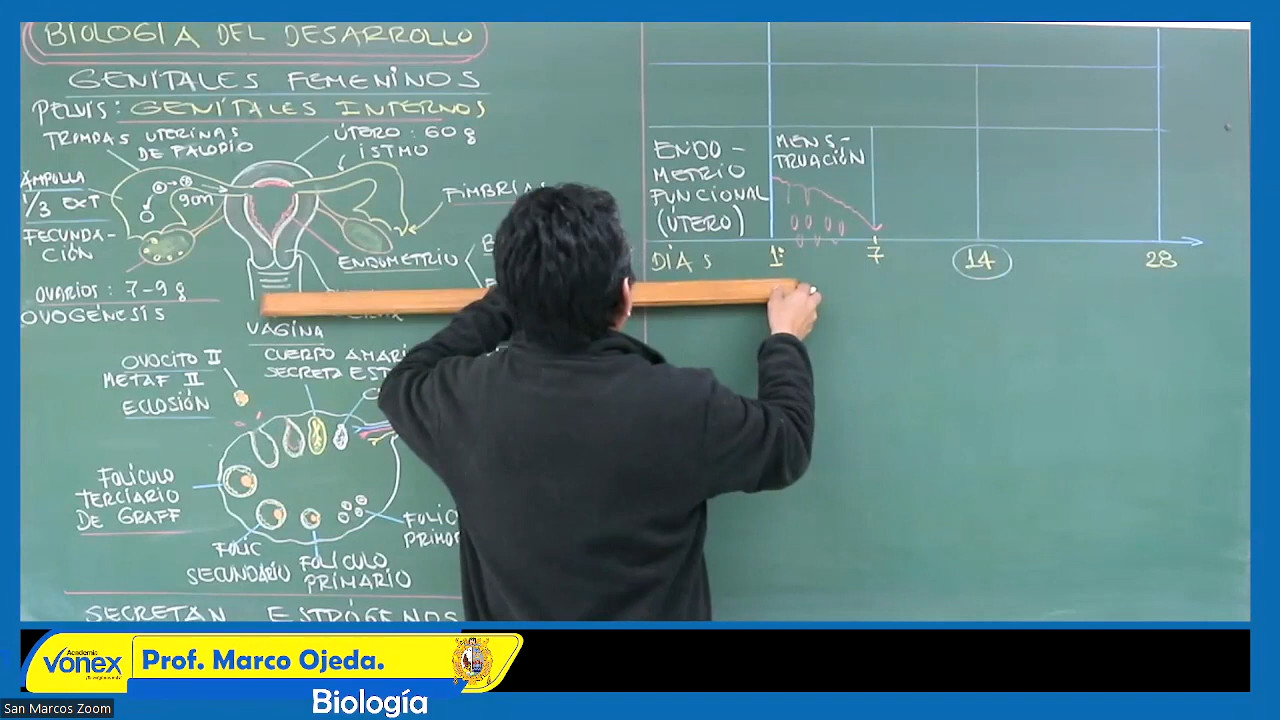 BIOLOGÍA DEL DESARROLLO
GENITALES FEMENINOS
PELVIS: GENITALES INTERNOS
TROMPAS UTERINAS
DE FALOPIO
ÚTERO: 60 g
ISTMO
AMPOLLA
1/3 EXT
FECUNDA-
CIÓN
9cm
FIMBRIAS
ENDOMETRIO
OVARIOS: 7-9 g
OVOGÉNESIS
VAGINA
CUERPO AMARI
SECRETA EST
OVOCITO II
METAF II
ECLOSIÓN
FOLÍCULO
TERCIARIO
DE GRAFF
FOLIC
SECUNDARIO
FOLÍCULO
PRIMARIO
FOLIC
PRIMOR
SECRETAN ESTRÓGENOS
ENDO-
METRIO
FUNCIONAL
(ÚTERO)
MENS-
TRUACIÓN
DÍAS 1° 7 14 28
Academia
VONEX
Prof. Marco Ojeda.
Biología
San Marcos Zoom